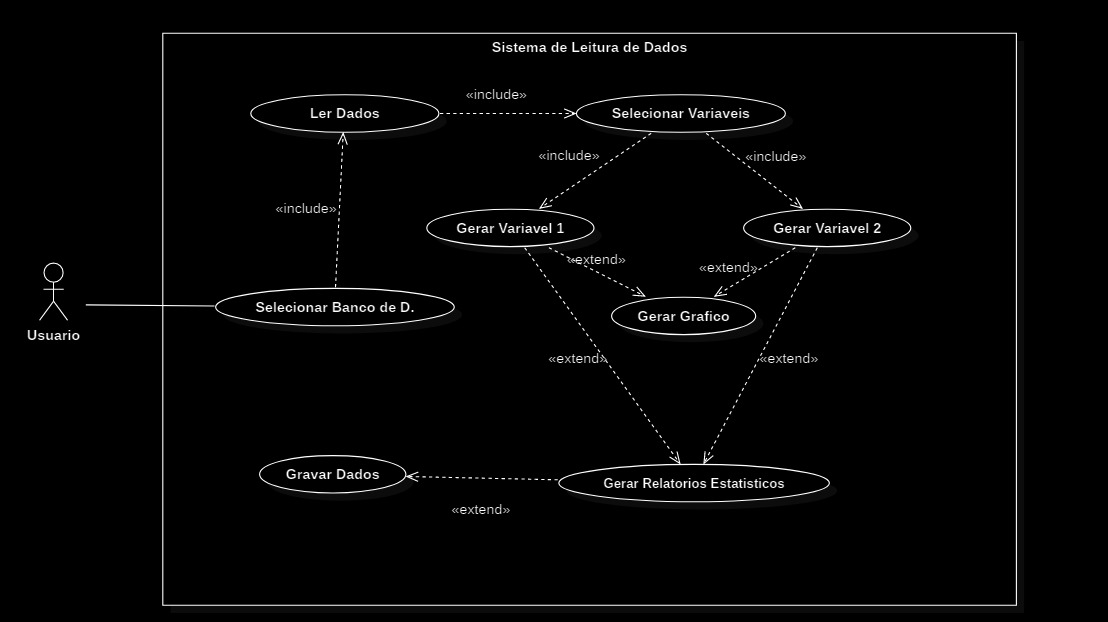 Sistema de Leitura de Dados
«include»
Ler Dados
Selecionar Variaveis
«include»
«include»
«include»
Gerar Variavel 1
Gerar Variavel 2
«extend»
«extend»
Selecionar Banco de D.
Gerar Grafico
Usuario
«extend»
«extend»
Gravar Dados
Gerar Relatorios Estatisticos
«extend»